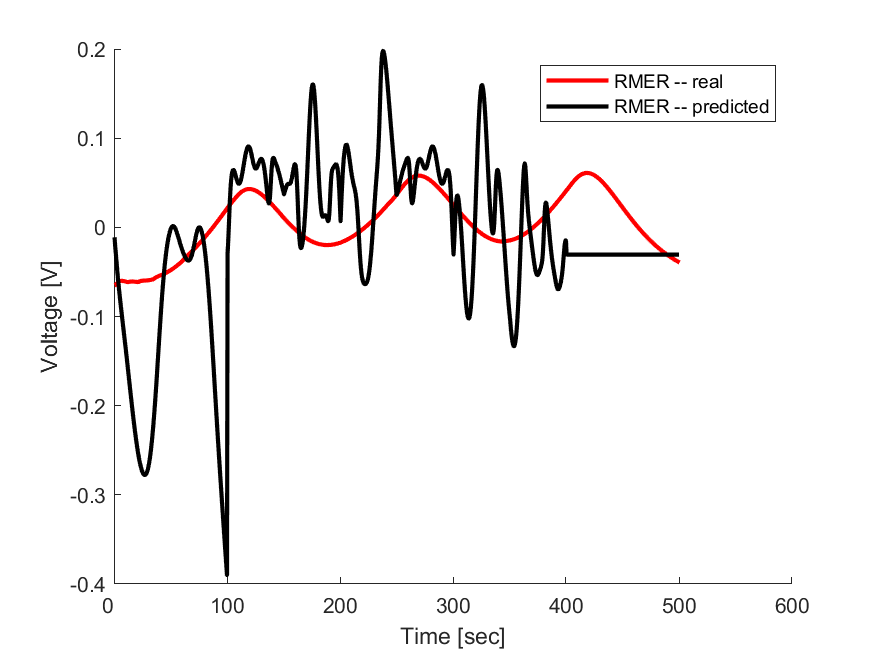 RMER -- real
RMER -- predicted
0.2
0.1
0
-0.1
-0.2
-0.3
-0.4
Voltage [V]
0 100 200 300 400 500 600
Time [sec]